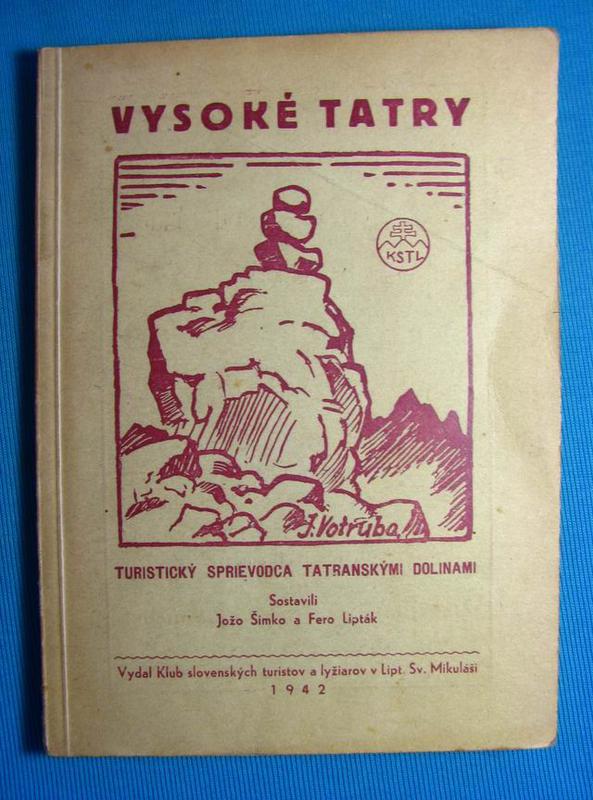 VYSOKÉ TATRY
KSTL
J. Votruba
TURISTICKÝ SPRIEVODCA TATRANSKÝMI DOLINAMI
Sostavili
Jožo Šimko a Fero Lipták
Vydal Klub slovenských turistov a lyžiarov v Lipt. Sv. Mikuláši
1942